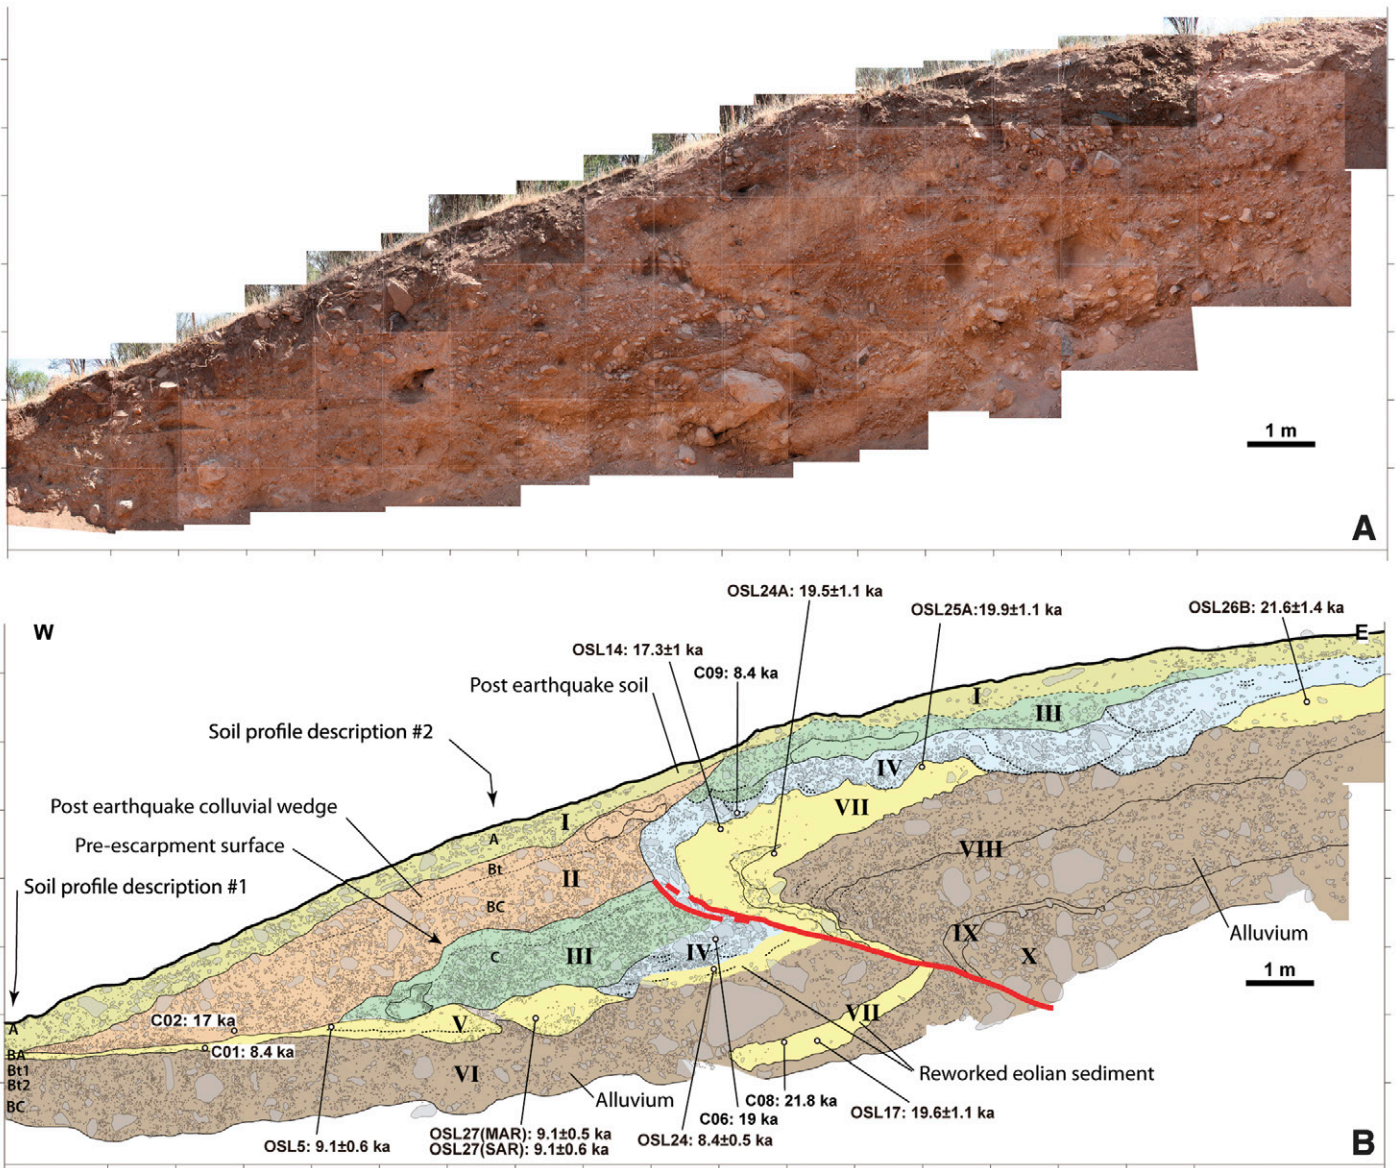 1 m
A
OSL24A: 19.5±1.1 ka
OSL25A:19.9±1.1 ka
OSL26B: 21.6±1.4 ka
W
E
OSL14: 17.3±1 ka
C09: 8.4 ka
Post earthquake soil
I
III
Soil profile description #2
IV
VII
Post earthquake colluvial wedge
I
A
Pre-escarpment surface
VIII
Bt
II
Soil profile description #1
BC
IX
Alluvium
C
III
IV
X
1 m
C02: 17 ka
V
VII
A
C01: 8.4 ka
BA
Bt1
VI
Reworked eolian sediment
Bt2
Alluvium
C08: 21.8 ka
BC
C06: 19 ka
OSL17: 19.6±1.1 ka
OSL5: 9.1±0.6 ka
OSL27(MAR): 9.1±0.5 ka
OSL27(SAR): 9.1±0.6 ka
OSL24: 8.4±0.5 ka
B